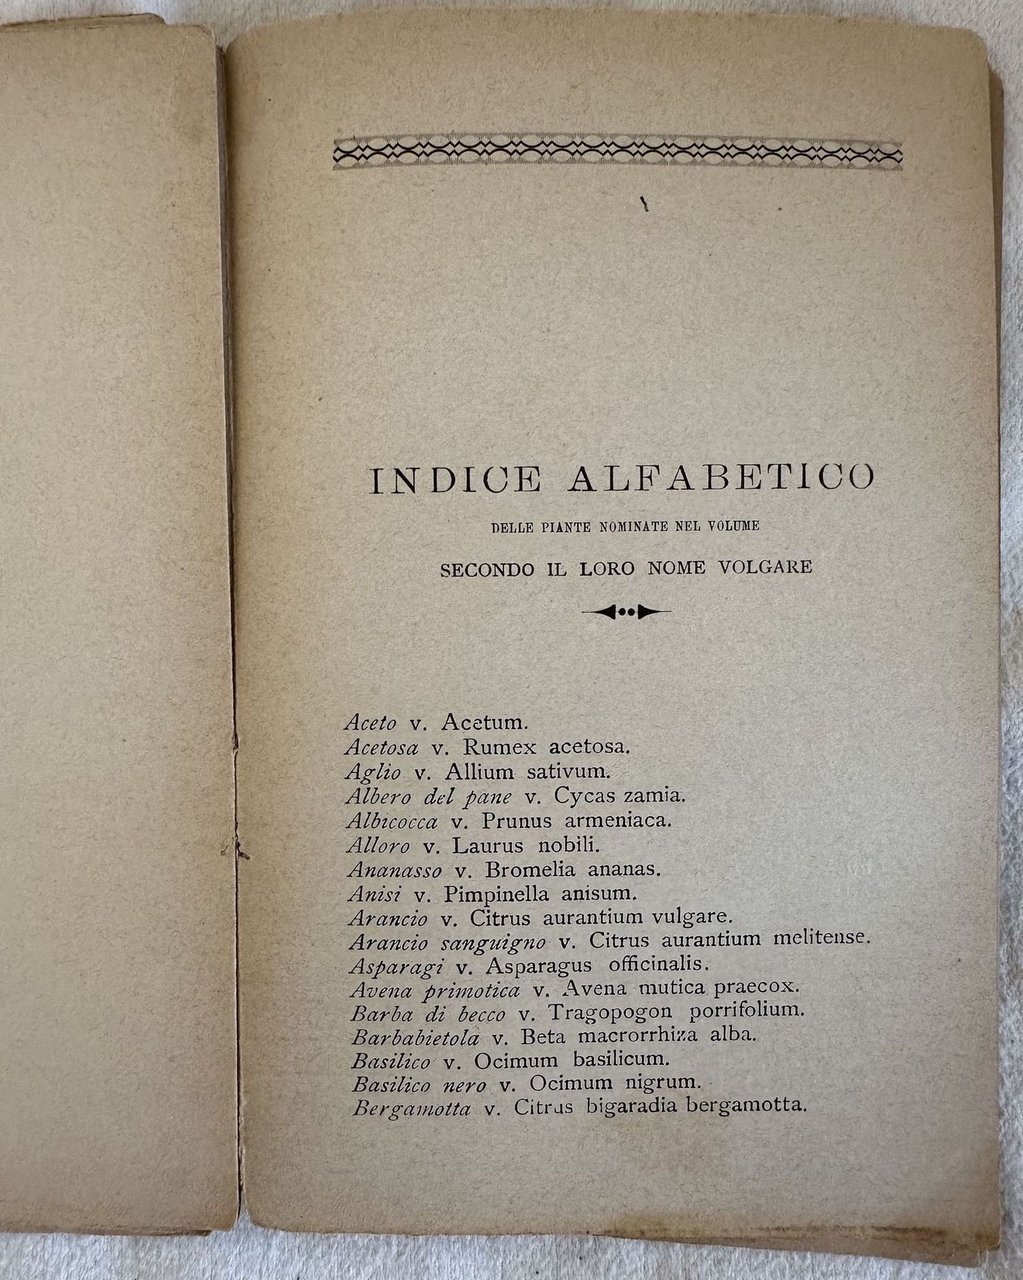 INDICE ALFABETICO
DELLE PIANTE NOMINATE NEL VOLUME
SECONDO IL LORO NOME VOLGARE
Aceto v. Acetum.
Acetosa v. Rumex acetosa.
Aglio v. Allium sativum.
Albero del pane v. Cycas zamia.
Albicocca v. Prunus armeniaca.
Alloro v. Laurus nobili.
Ananasso v. Bromelia ananas.
Anisi v. Pimpinella anisum.
Arancio v. Citrus aurantium vulgare.
Arancio sanguigno v. Citrus aurantium melitense.
Asparagi v. Asparagus officinalis.
Avena primotica v. Avena mutica praecox.
Barba di becco v. Tragopogon porrifolium.
Barbabietola v. Beta macrorrhiza alba.
Basilico v. Ocimum basilicum.
Basilico nero v. Ocimum nigrum.
Bergamotta v. Citrus bigaradia bergamotta.